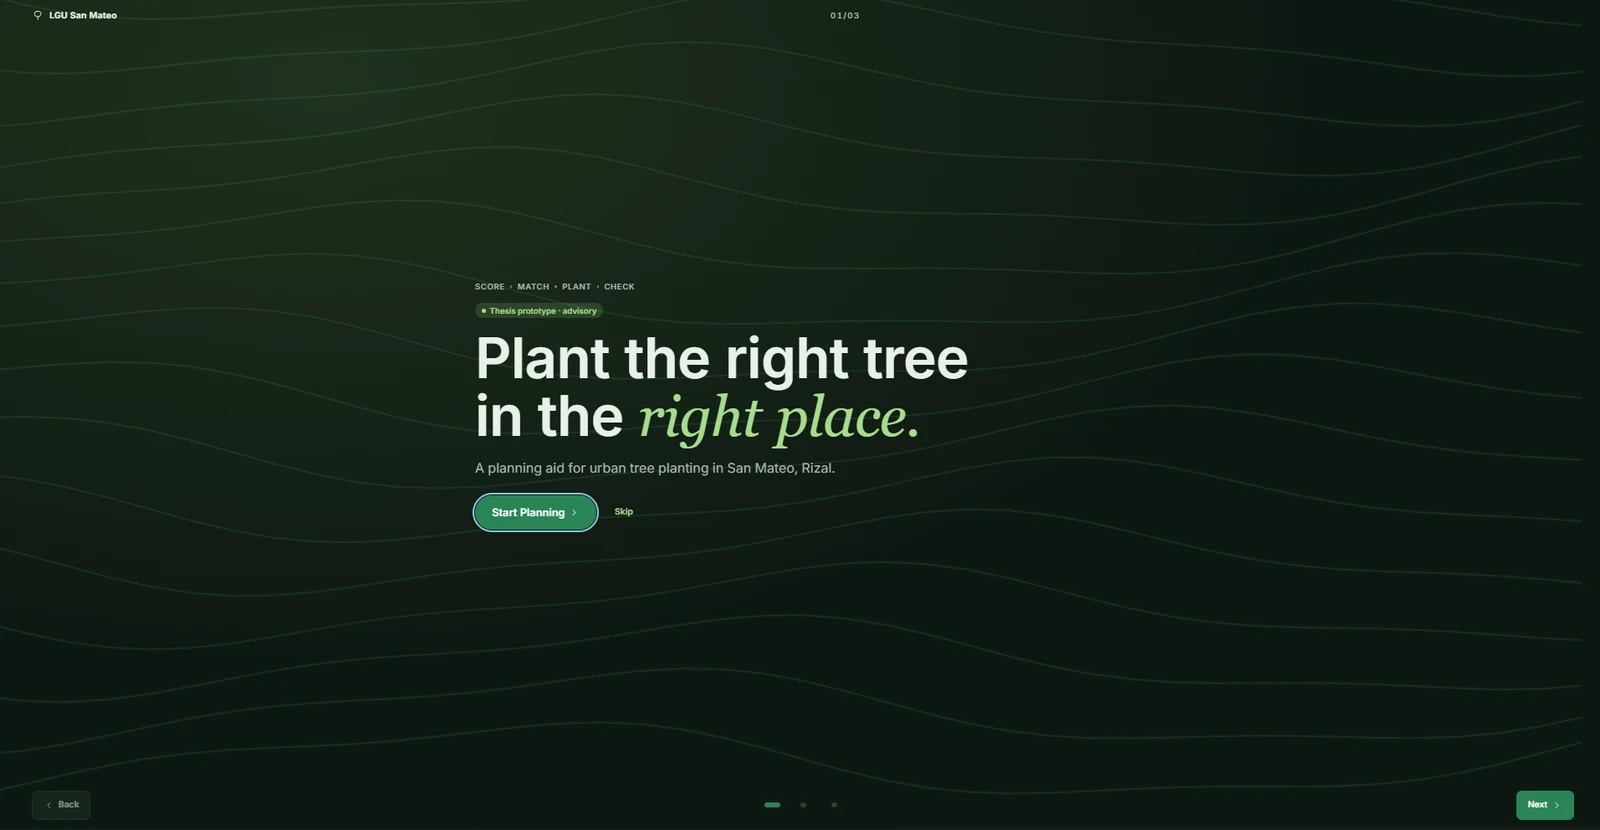 LGU San Mateo
01/03
SCORE · MATCH · PLANT · CHECK
Thesis prototype · advisory
Plant the right tree
in the right place.
A planning aid for urban tree planting in San Mateo, Rizal.
Start Planning
Skip
Back
Next